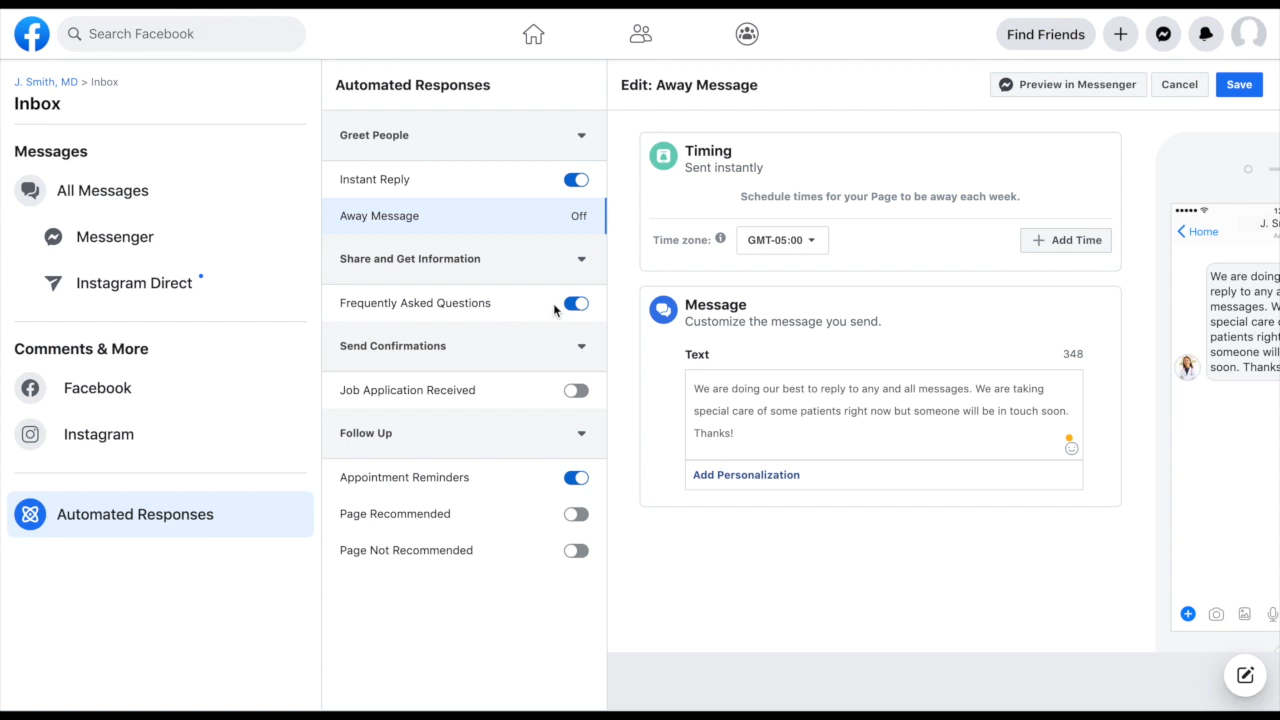 Search Facebook
Find Friends
J. Smith, MD > Inbox
Inbox
Messages
All Messages
Messenger
Instagram Direct
Comments & More
Facebook
Instagram
Automated Responses
Automated Responses
Greet People
Instant Reply
Away Message Off
Share and Get Information
Frequently Asked Questions
Send Confirmations
Job Application Received
Follow Up
Appointment Reminders
Page Recommended
Page Not Recommended
Edit: Away Message
Preview in Messenger
Cancel
Save
Timing
Sent instantly
Schedule times for your Page to be away each week.
Time zone: GMT-05:00
Add Time
Message
Customize the message you send.
Text 348
We are doing our best to reply to any and all messages. We are taking
special care of some patients right now but someone will be in touch soon.
Thanks!
Add Personalization
Home
J. S
We are doing
reply to any a
messages. W
special care
patients right
someone will
soon. Thanks